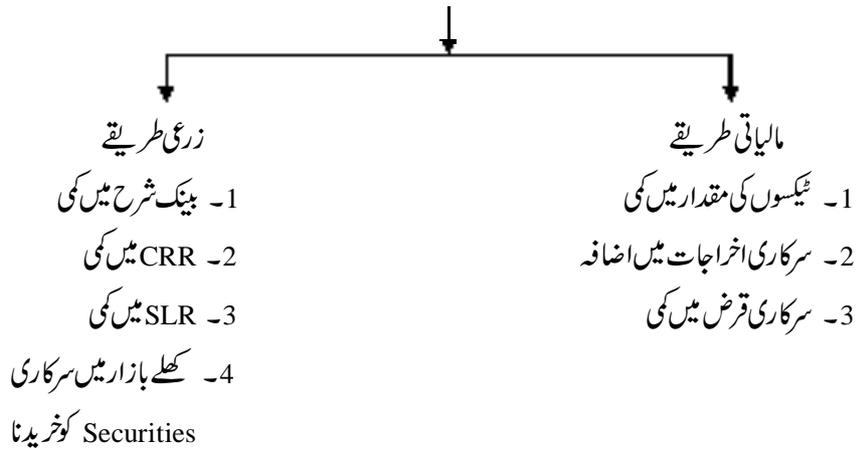 مالیاتی طریقے
1۔ ٹیکسوں کی مقدار میں کمی
2۔ سرکاری اخراجات میں اضافہ
3۔ سرکاری قرض میں کمی
زرعی طریقے
1۔ بینک شرح میں کمی
2۔ CRR میں کمی
3۔ SLR میں کمی
4۔ کھلے بازار میں سرکاری
Securities کو خریدنا